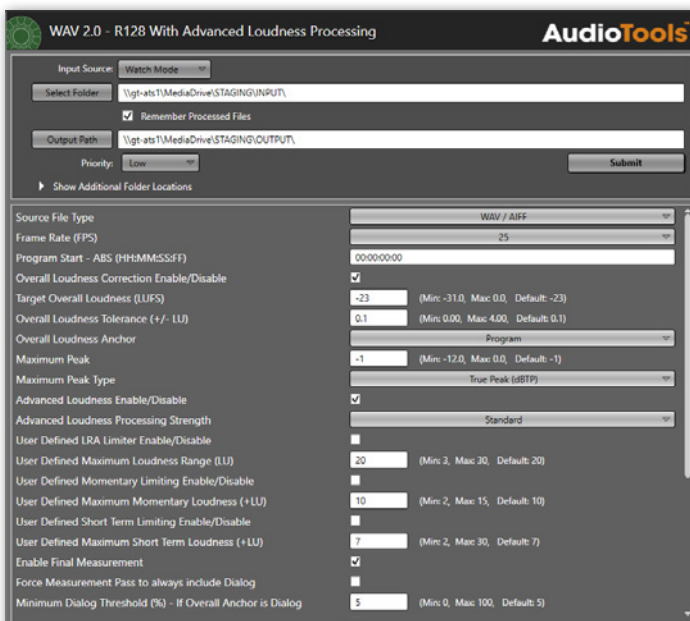 WAV 2.0 - R128 With Advanced Loudness Processing AudioTools
Input Source: Watch Mode
Select Folder \\gt-ats1\MediaDrive\STAGING\INPUT\
Remember Processed Files
Output Path \\gt-ats1\MediaDrive\STAGING\OUTPUT\
Priority: Low Submit
Show Additional Folder Locations
Source File Type WAV / AIFF
Frame Rate (FPS) 25
Program Start - ABS (HH:MM:SS:FF) 00:00:00:00
Overall Loudness Correction Enable/Disable
Target Overall Loudness (LUFS) -23 (Min: -31.0, Max: 0.0, Default: -23)
Overall Loudness Tolerance (+/- LU) 0.1 (Min: 0.00, Max: 4.00, Default: 0.1)
Overall Loudness Anchor Program
Maximum Peak -1 (Min: -12.0, Max: 0.0, Default: -1)
Maximum Peak Type True Peak (dBTP)
Advanced Loudness Enable/Disable
Advanced Loudness Processing Strength Standard
User Defined LRA Limiter Enable/Disable
User Defined Maximum Loudness Range (LU) 20 (Min: 3, Max: 30, Default: 20)
User Defined Momentary Limiting Enable/Disable
User Defined Maximum Momentary Loudness (+LU) 10 (Min: 2, Max: 15, Default: 10)
User Defined Short Term Limiting Enable/Disable
User Defined Maximum Short Term Loudness (+LU) 7 (Min: 2, Max: 30, Default: 7)
Enable Final Measurement
Force Measurement Pass to always include Dialog
Minimum Dialog Threshold (%) - If Overall Anchor is Dialog 5 (Min: 0, Max: 100, Default: 5)